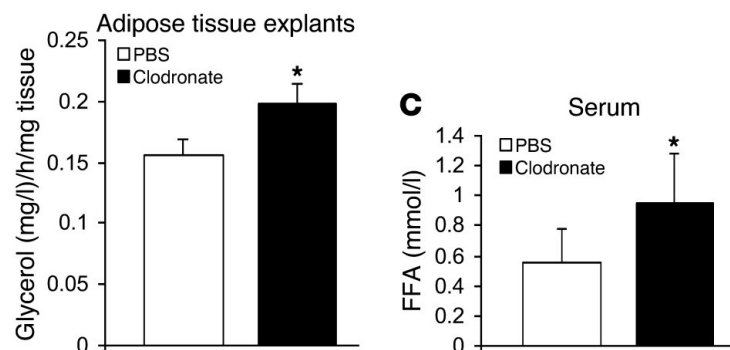 Adipose tissue explants
Glycerol (mg/l)/h/mg tissue
0.25
0.2
0.15
0.1
0.05
0
PBS
Clodronate
*
C
Serum
FFA (mmol/l)
1.4
1.2
1
0.8
0.6
0.4
0.2
0
PBS
Clodronate
*